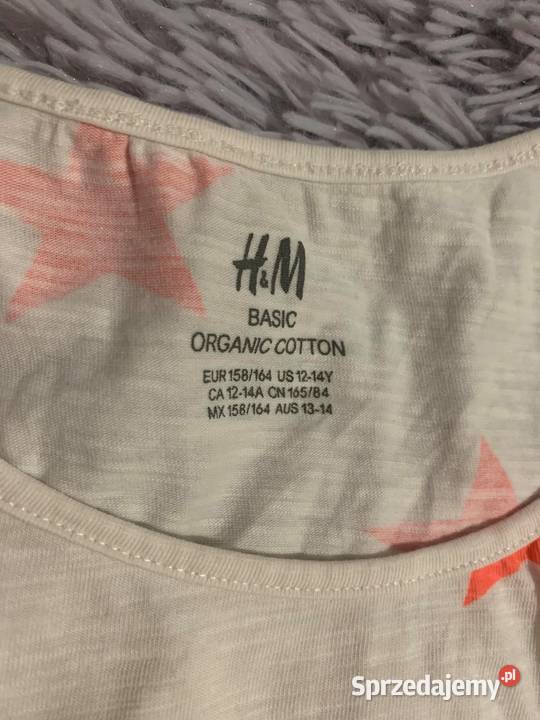 H&M
BASIC
ORGANIC COTTON
EUR 158/164 US 12-14Y
CA 12-14A CN 165/84
MX 158/164 AUS 13-14
Sprzedajemy.pl